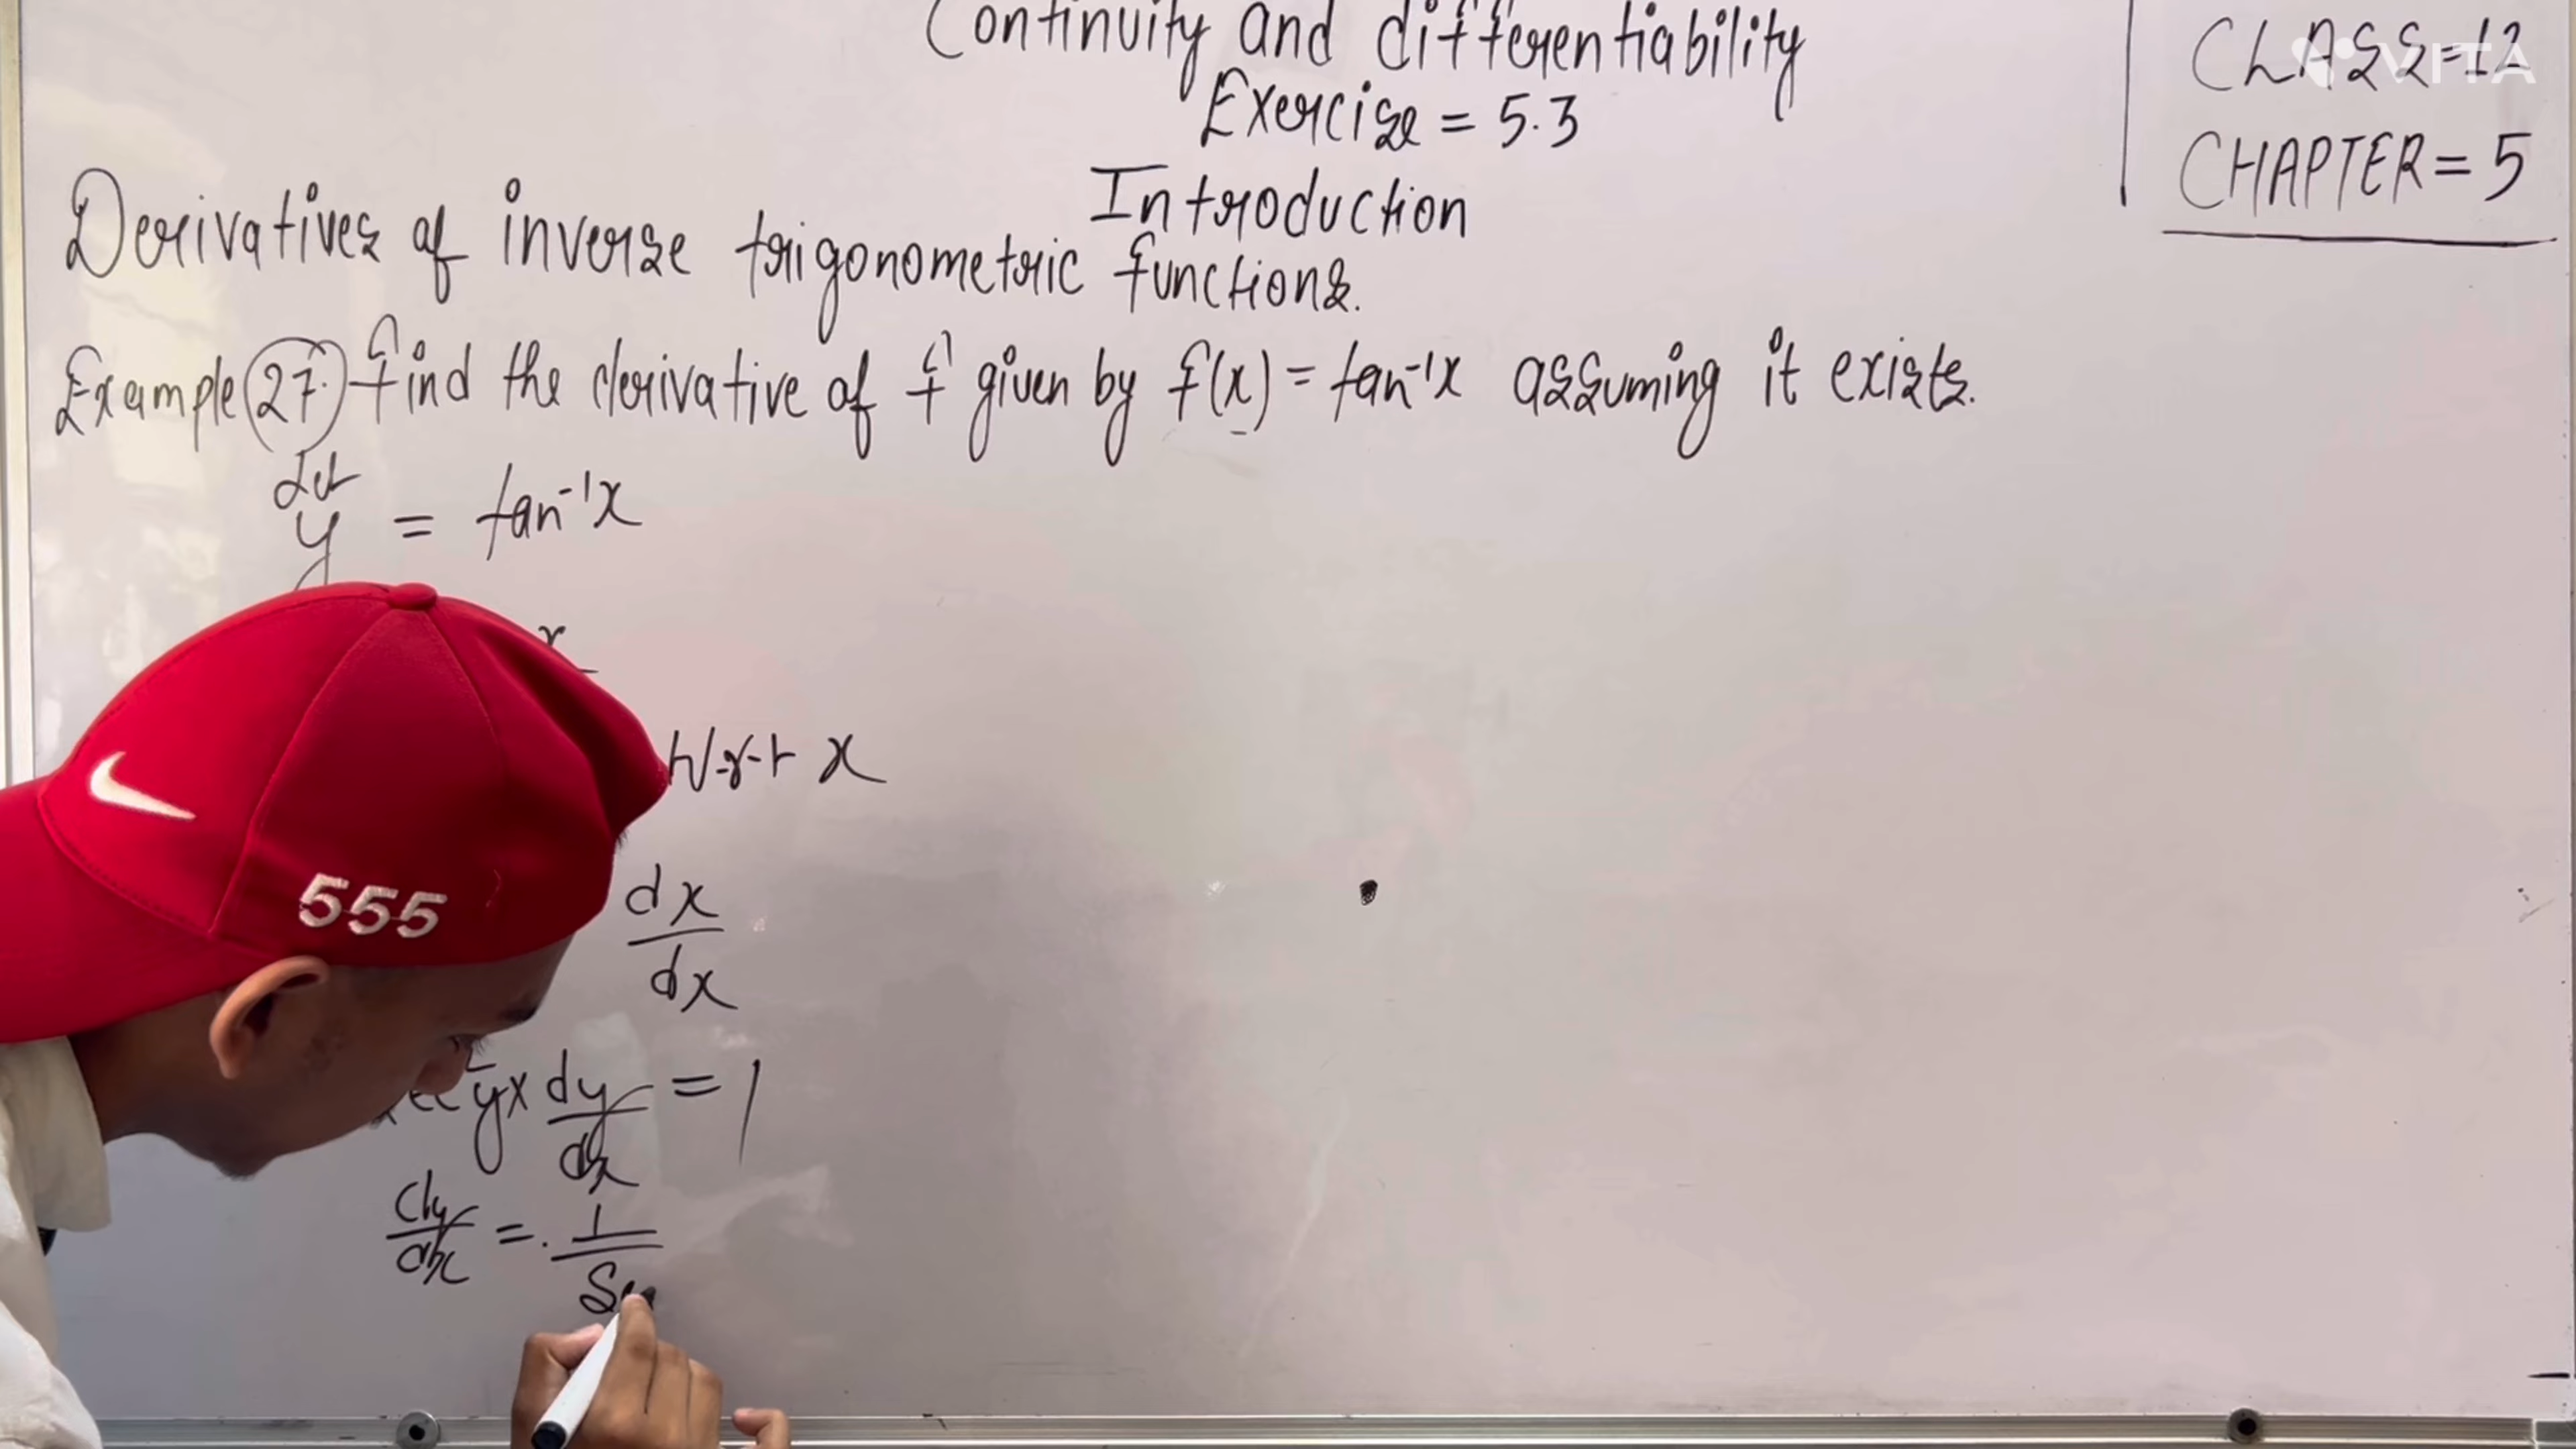 Continuity and differentiability
Exercise = 5.3
Introduction
CLASS=12
CHAPTER=5
VITA
Derivatives of inverse trigonometric functions.
Example 27. find the derivative of f given by f(x) = tan⁻¹x assuming it exists.
Let
y = tan⁻¹x
x
W.r.t x
dx
dx
y x dy = 1
dx
dy = 1
dx
555